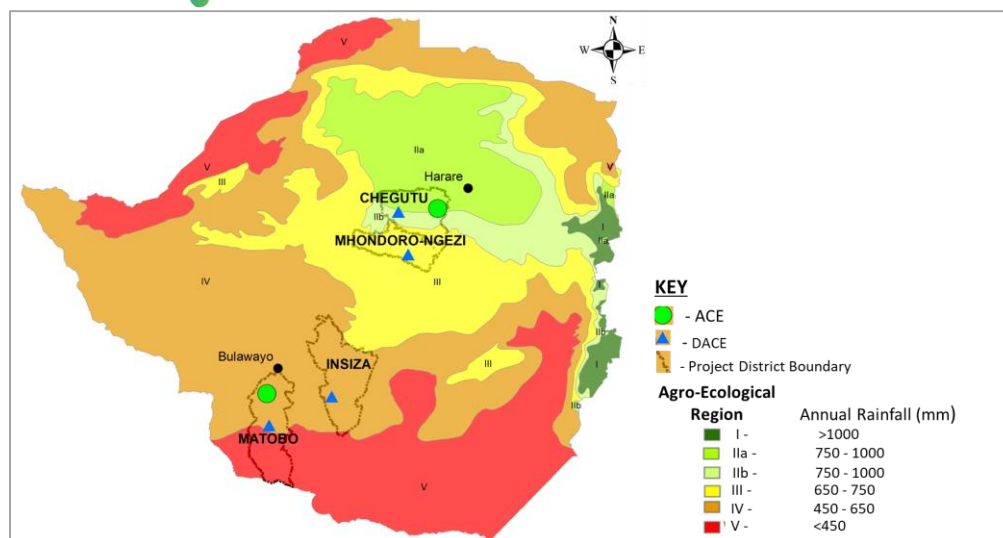 V
N
W E
S
IIa
V
V
III
Harare
IIa
CHEGUTU
I
IIb
IIa
MHONDORO-NGEZI
IV
III
I
KEY
- ACE
IIb
- DACE
Bulawayo
INSIZA
III
I
- Project District Boundary
Agro-Ecological
Region Annual Rainfall (mm)
IIb
I - >1000
MATOBO
IIa - 750 - 1000
IIb - 750 - 1000
III - 650 - 750
V
IV - 450 - 650
V - <450